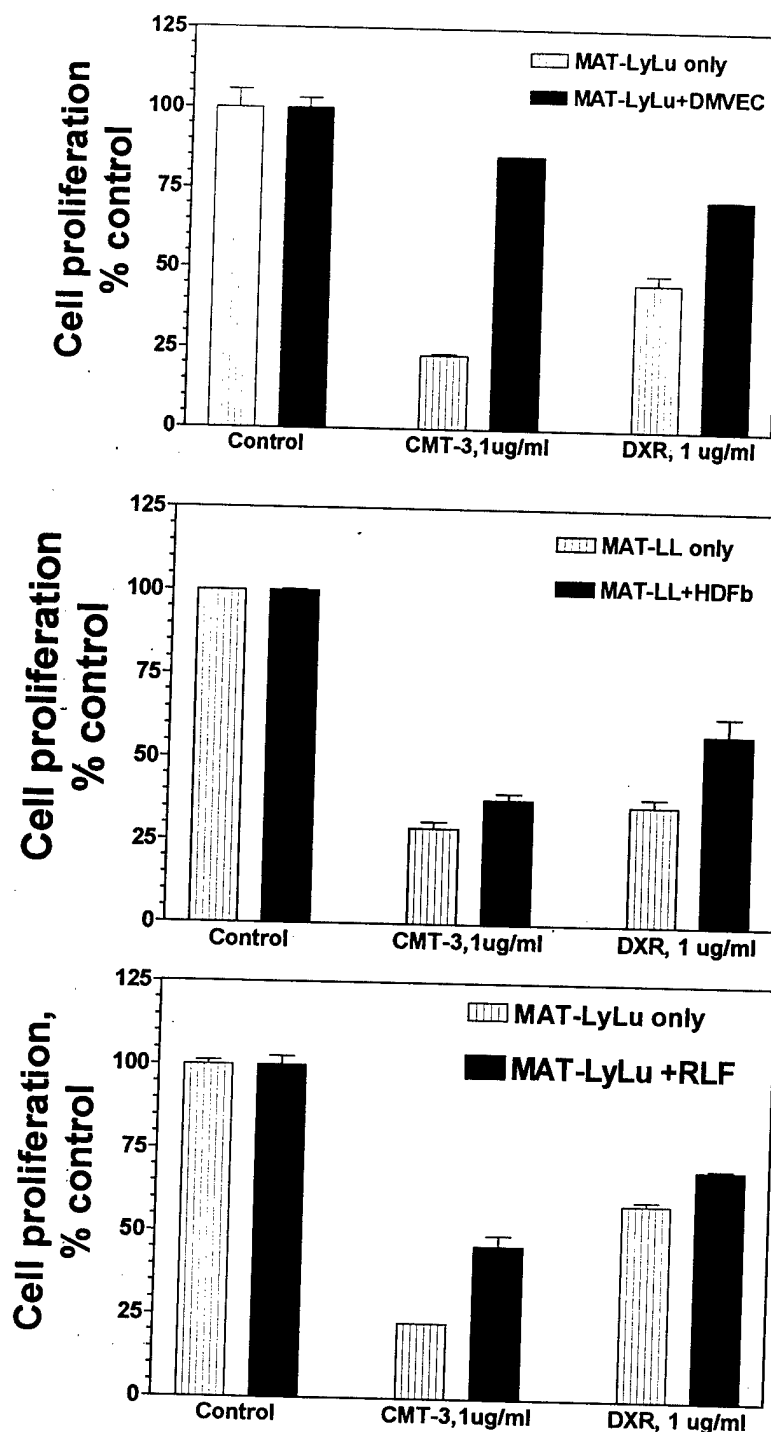 Cell proliferation
% control
125
100
75
50
25
0
MAT-LyLu only
MAT-LyLu+DMVEC
Control
CMT-3,1ug/ml
DXR, 1 ug/ml
Cell proliferation
% control
125
100
75
50
25
0
MAT-LL only
MAT-LL+HDFb
Control
CMT-3,1ug/ml
DXR, 1 ug/ml
Cell proliferation,
% control
125
100
75
50
25
0
MAT-LyLu only
MAT-LyLu +RLF
Control
CMT-3,1ug/ml
DXR, 1 ug/ml